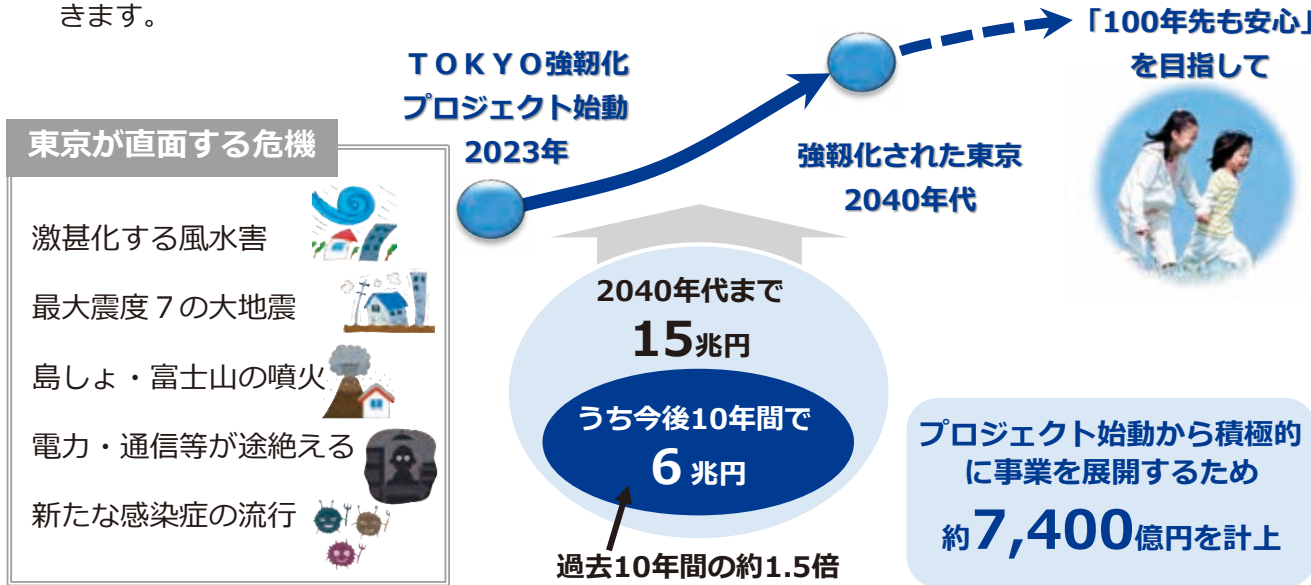 きます。
TOKYO強靭化
プロジェクト始動
2023年
「100年先も安心」
を目指して
強靭化された東京
2040年代
東京が直面する危機
激甚化する風水害
最大震度７の大地震
島しょ・富士山の噴火
電力・通信等が途絶える
新たな感染症の流行
2040年代まで
15兆円
うち今後10年間で
6 兆円
過去10年間の約1.5倍
プロジェクト始動から積極的
に事業を展開するため
約7,400億円を計上